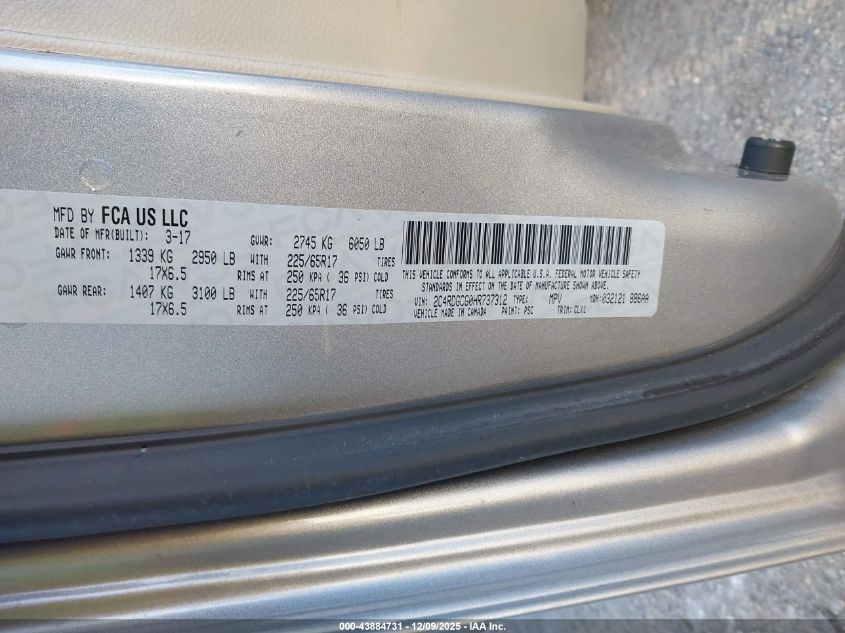 MFD BY FCA US LLC
DATE OF MFR(BUILT): 3-17 GVWR: 2745 KG 6050 LB
GAWR FRONT: 1339 KG 2950 LB WITH 225/65R17 TIRES
17X6.5 RIMS AT 250 KPA ( 36 PSI) COLD
GAWR REAR: 1407 KG 3100 LB WITH 225/65R17 TIRES
17X6.5 RIMS AT 250 KPA ( 36 PSI) COLD
THIS VEHICLE CONFORMS TO ALL APPLICABLE U.S.A. FEDERAL MOTOR VEHICLE SAFETY
STANDARDS IN EFFECT ON THE DATE OF MANUFACTURE SHOWN ABOVE.
VIN: 2C4RDGCG0HR737312 TYPE: MPV MDH: 032121 BB6AA
VEHICLE MADE IN CANADA PAINT: PSC TRIM: CLX1
000-43884731 - 12/09/2025 - IAA Inc.